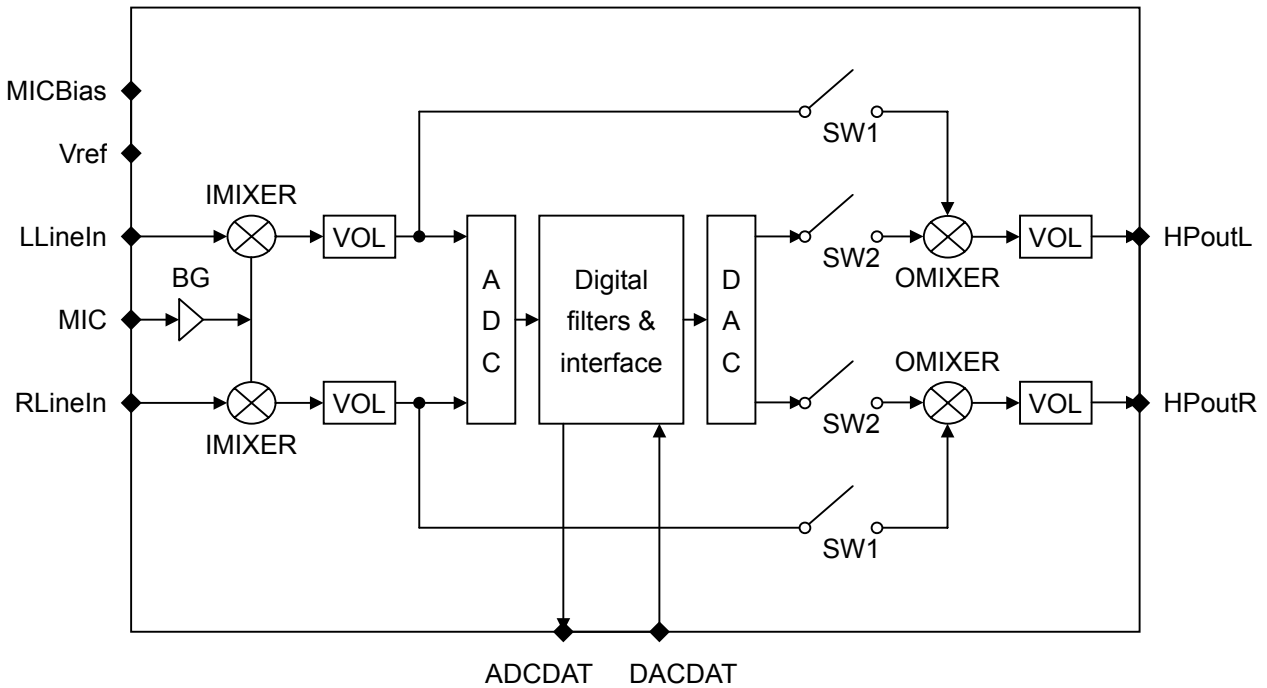 MICBias
SW1
Vref
IMIXER
LLineIn
VOL
SW2
OMIXER
VOL
HPoutL
BG
MIC
A
D
C
Digital
filters &
interface
D
A
C
OMIXER
RLineIn
IMIXER
VOL
SW2
VOL
HPoutR
SW1
ADCDAT
DACDAT